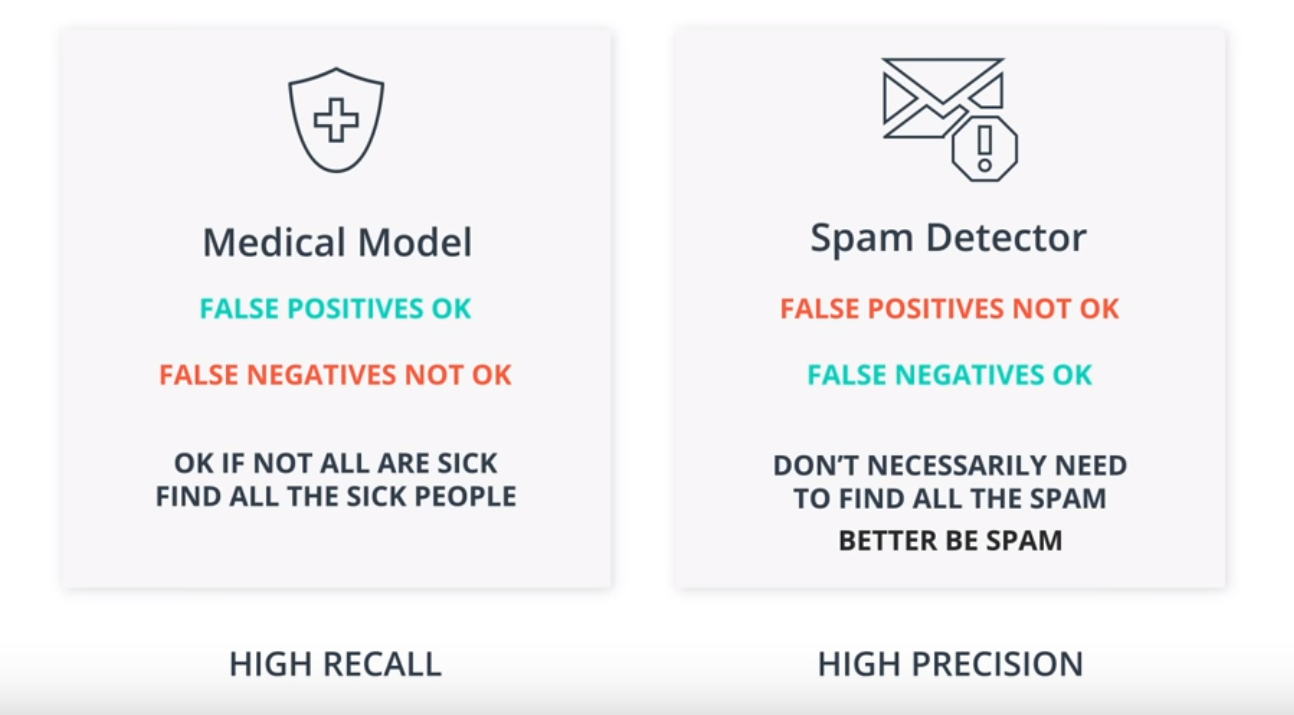 Medical Model
FALSE POSITIVES OK
FALSE NEGATIVES NOT OK
OK IF NOT ALL ARE SICK
FIND ALL THE SICK PEOPLE
HIGH RECALL
Spam Detector
FALSE POSITIVES NOT OK
FALSE NEGATIVES OK
DON'T NECESSARILY NEED
TO FIND ALL THE SPAM
BETTER BE SPAM
HIGH PRECISION